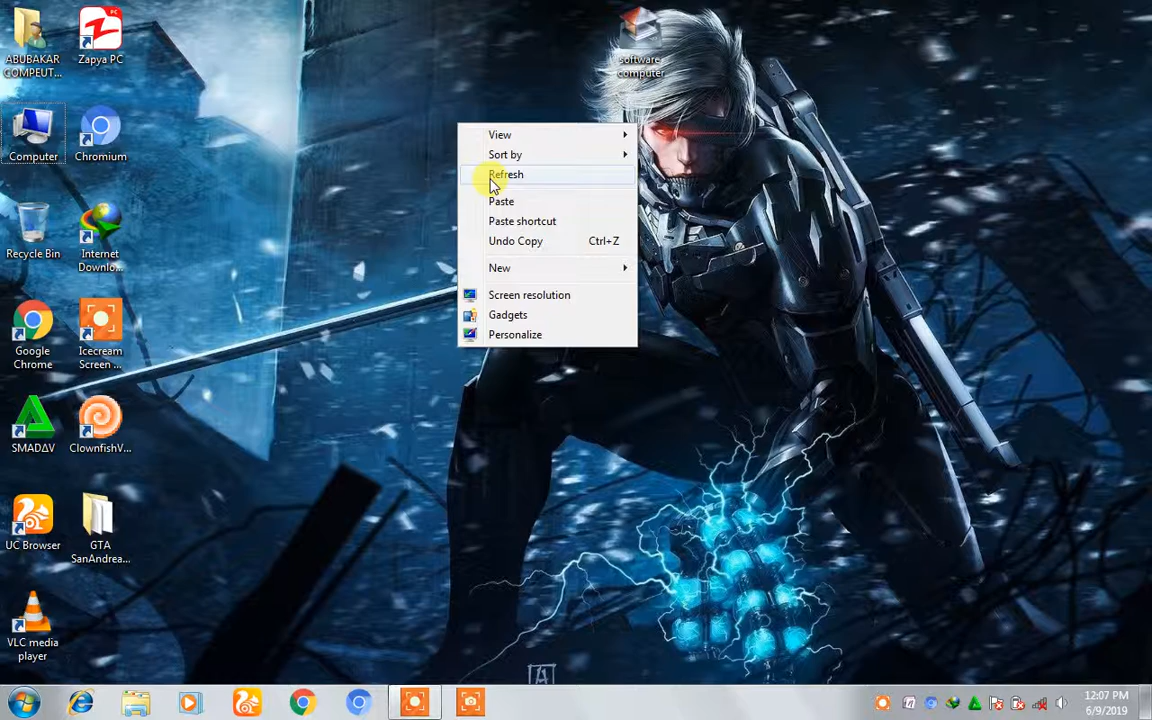 ABUBAKAR
COMPEUT...
Zapya PC
software
computer
Computer
Chromium
Recycle Bin
Internet
Downlo...
Google
Chrome
Icecream
Screen ...
SMADΔV
ClownfishV...
UC Browser
GTA
SanAndrea...
VLC media
player
View
Sort by
Refresh
Paste
Paste shortcut
Undo Copy Ctrl+Z
New
Screen resolution
Gadgets
Personalize
12:07 PM
6/9/2019